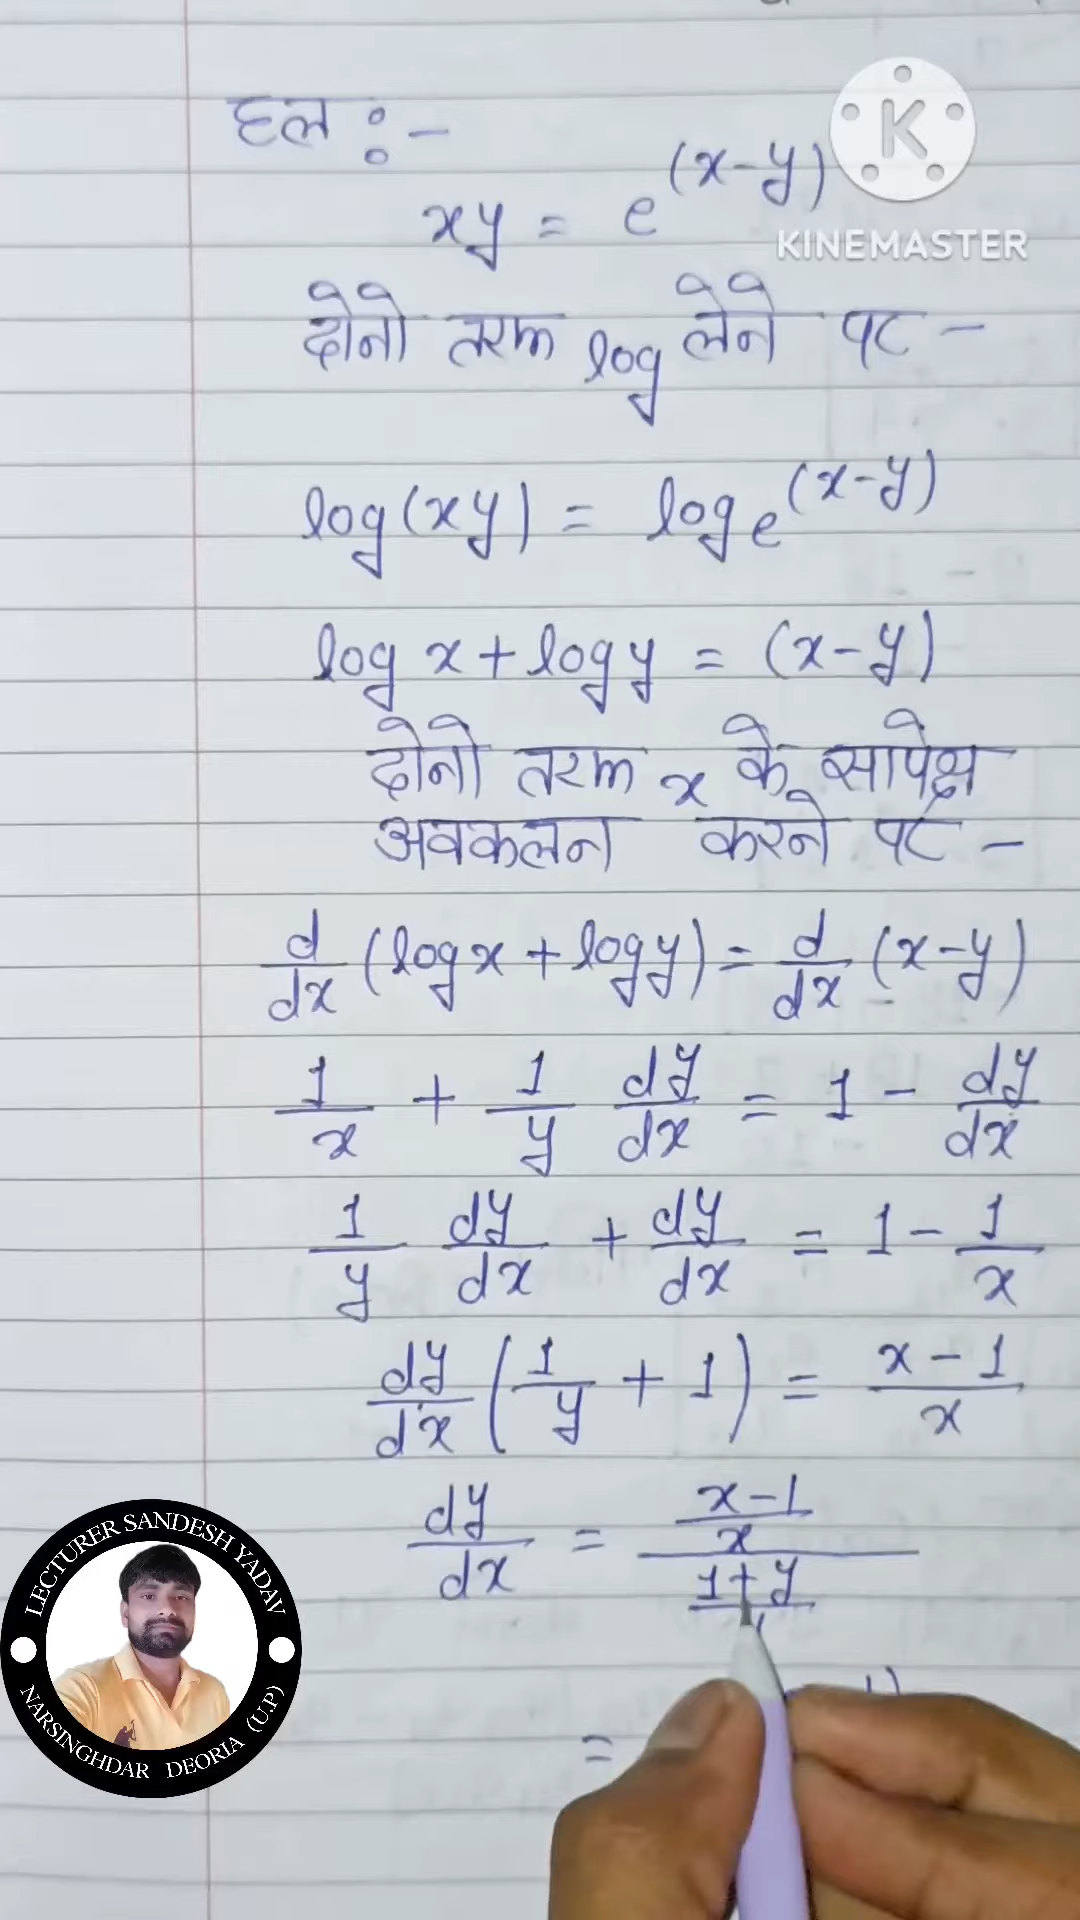 हल :-
xy = e^(x-y)
KINEMASTER
दोनो तरफ log लेने पर -
log(xy) = log e^(x-y)
log x + log y = (x-y)
दोनो तरफ x के सापेक्ष
अवकलन करने पर -
d/dx (log x + log y) = d/dx (x-y)
1/x + 1/y dy/dx = 1 - dy/dx
1/y dy/dx + dy/dx = 1 - 1/x
dy/dx (1/y + 1) = x-1/x
dy/dx = x-1/x / 1+y
=
LECTURER SANDESH YADAV
NARSINGHDAR DEORIA (U.P)